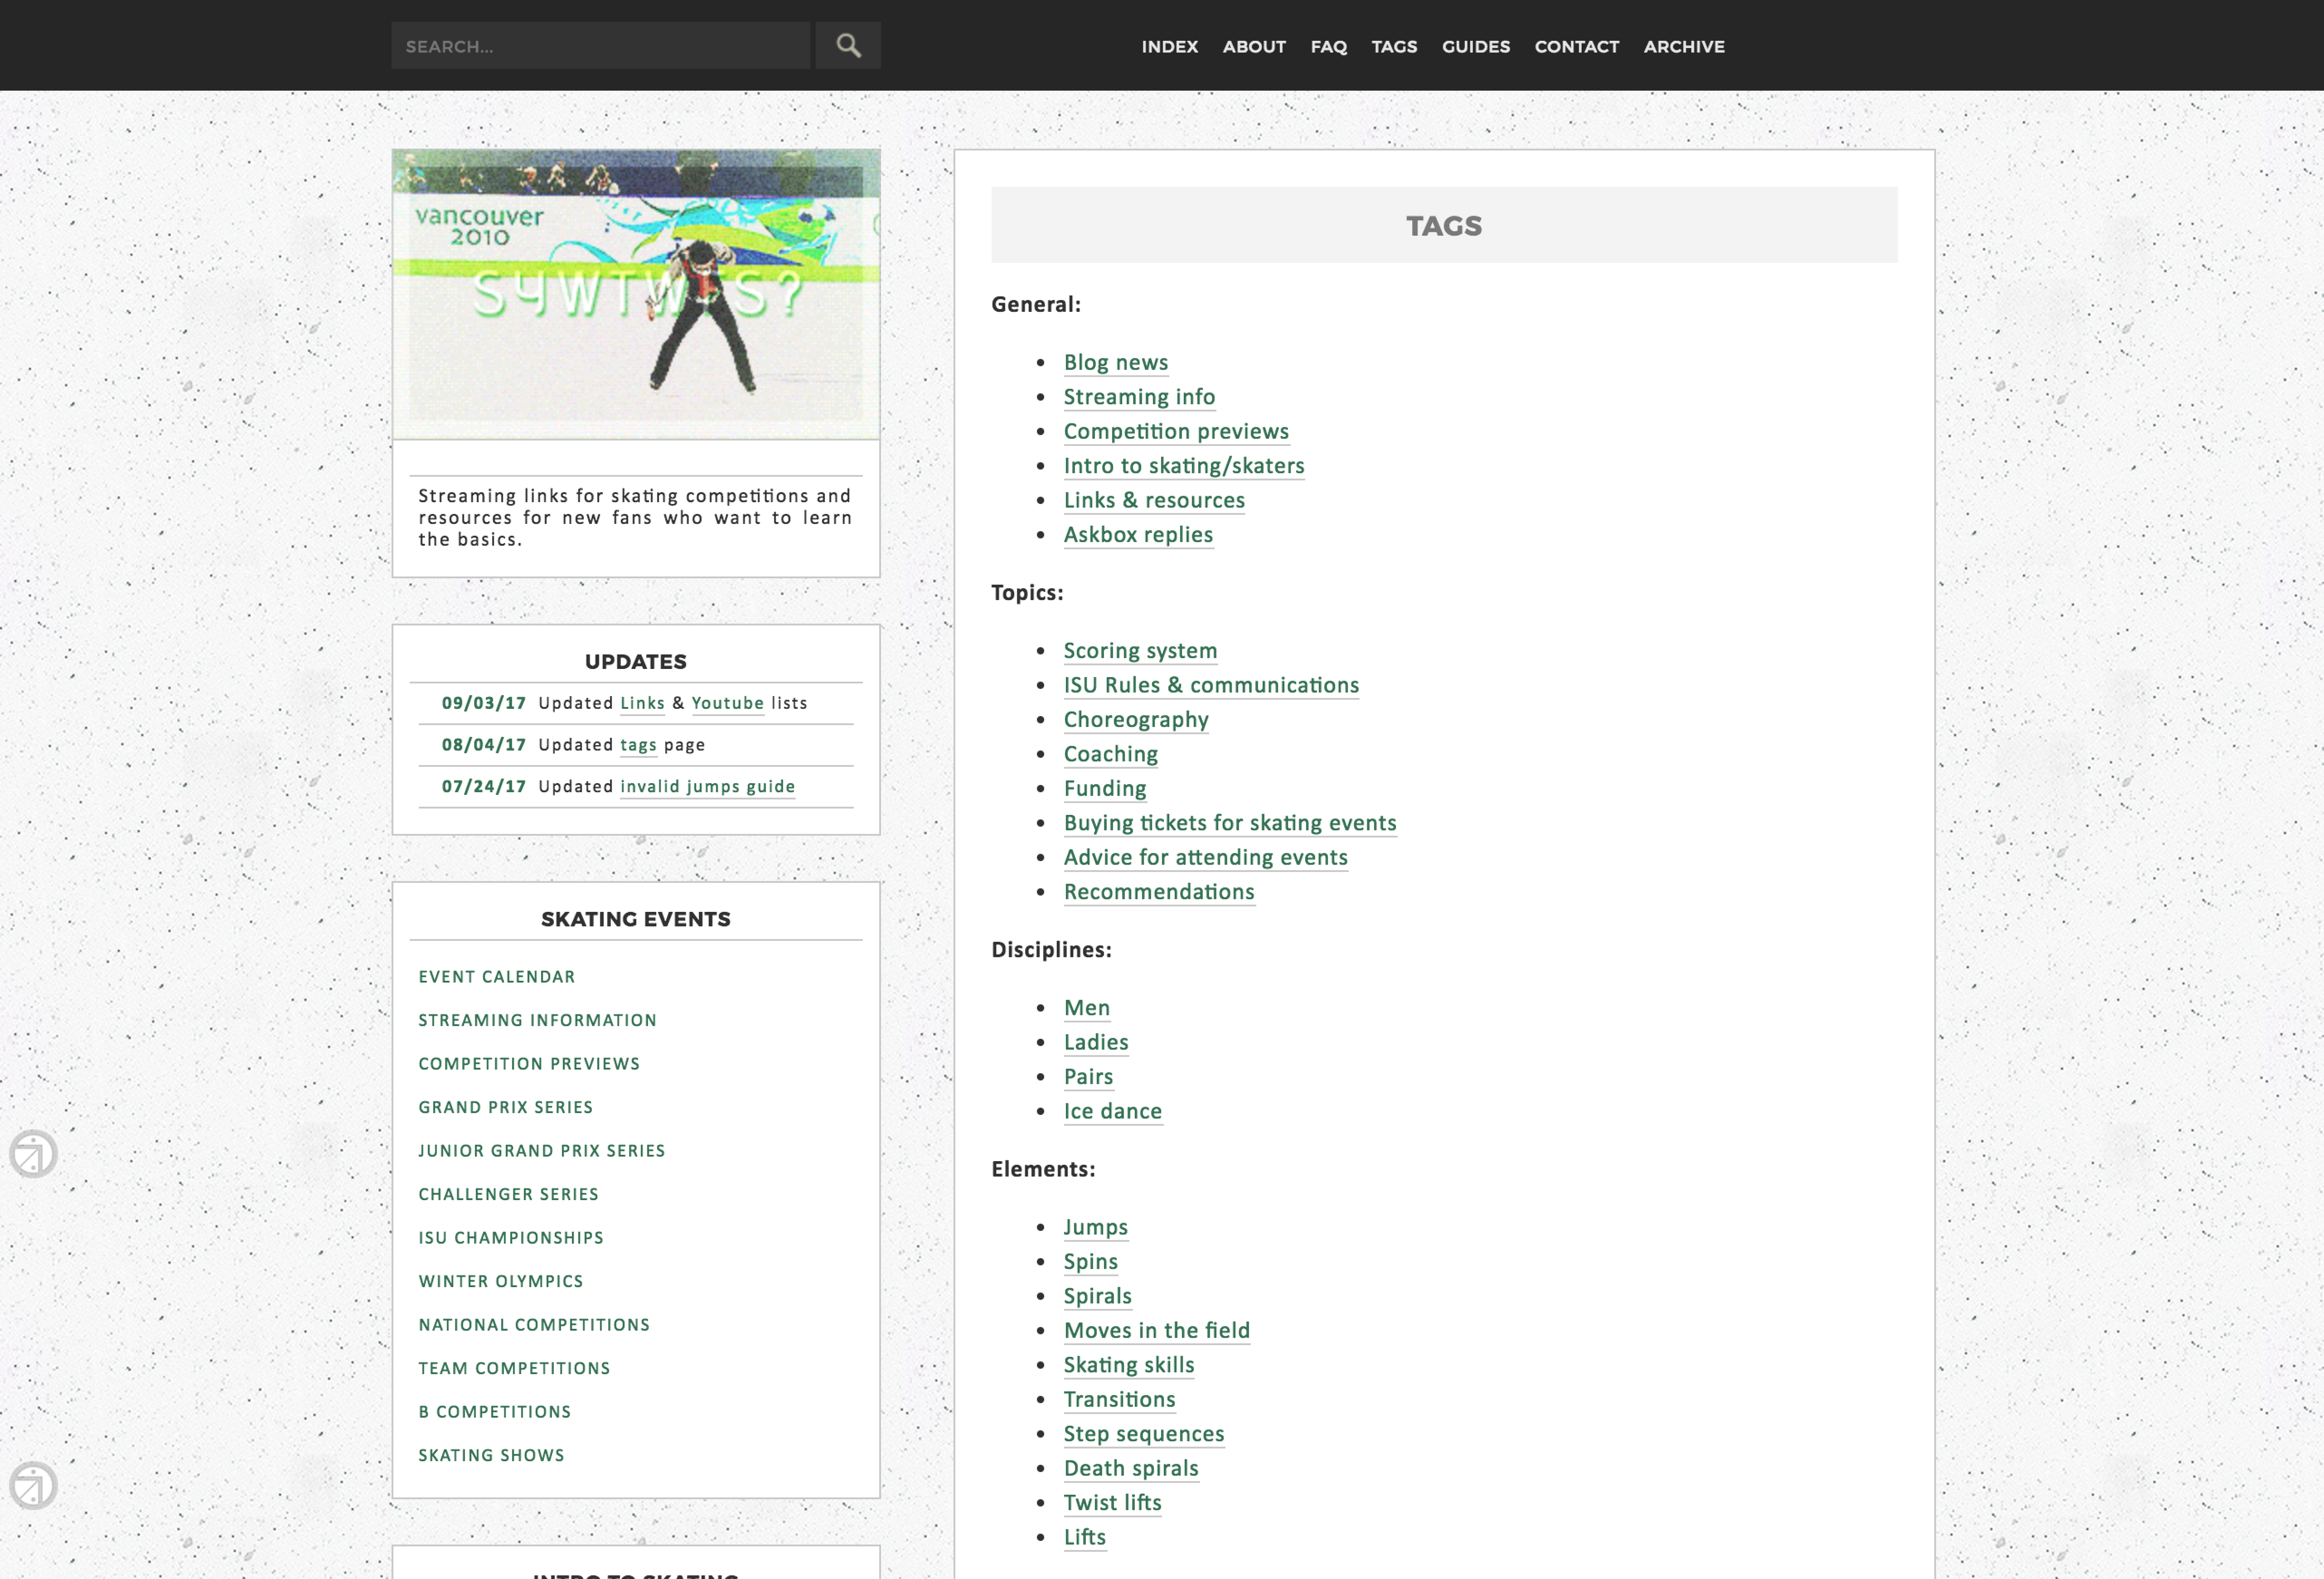 SEARCH...
INDEX ABOUT FAQ TAGS GUIDES CONTACT ARCHIVE
vancouver
2010
Streaming links for skating competitions and
resources for new fans who want to learn
the basics.
UPDATES
09/03/17 Updated Links & Youtube lists
08/04/17 Updated tags page
07/24/17 Updated invalid jumps guide
SKATING EVENTS
EVENT CALENDAR
STREAMING INFORMATION
COMPETITION PREVIEWS
GRAND PRIX SERIES
JUNIOR GRAND PRIX SERIES
CHALLENGER SERIES
ISU CHAMPIONSHIPS
WINTER OLYMPICS
NATIONAL COMPETITIONS
TEAM COMPETITIONS
B COMPETITIONS
SKATING SHOWS
INTRO TO SKATING
TAGS
General:
• Blog news
• Streaming info
• Competition previews
• Intro to skating/skaters
• Links & resources
• Askbox replies
Topics:
• Scoring system
• ISU Rules & communications
• Choreography
• Coaching
• Funding
• Buying tickets for skating events
• Advice for attending events
• Recommendations
Disciplines:
• Men
• Ladies
• Pairs
• Ice dance
Elements:
• Jumps
• Spins
• Spirals
• Moves in the field
• Skating skills
• Transitions
• Step sequences
• Death spirals
• Twist lifts
• Lifts